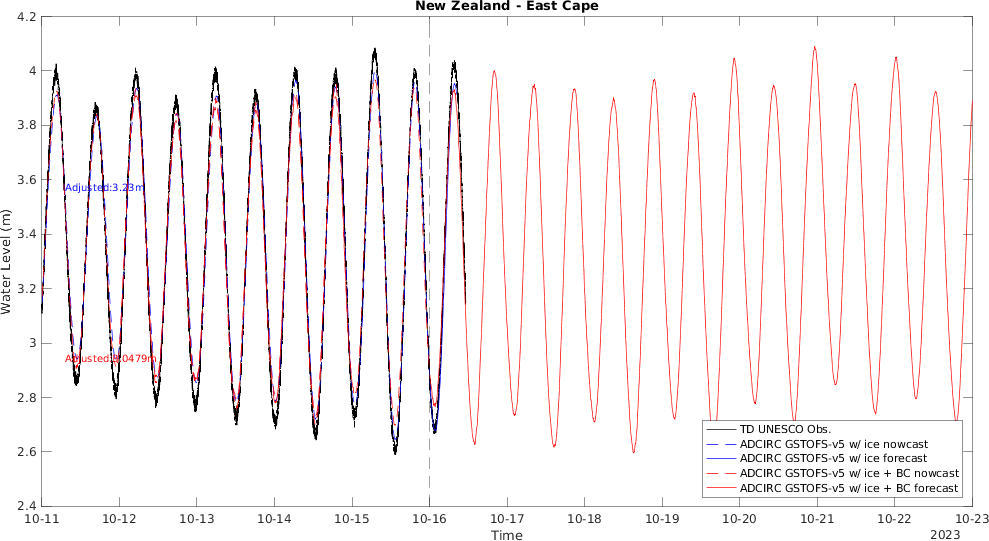 New Zealand - East Cape
4.2
4
3.8
3.6
3.4
3.2
3
2.8
2.6
2.4
Water Level (m)
Adjusted:3.23m
Adjusted:3.0479m
TD UNESCO Obs.
ADCIRC GSTOFS-v5 w/ ice nowcast
ADCIRC GSTOFS-v5 w/ ice forecast
ADCIRC GSTOFS-v5 w/ ice + BC nowcast
ADCIRC GSTOFS-v5 w/ ice + BC forecast
10-11 10-12 10-13 10-14 10-15 10-16 10-17 10-18 10-19 10-20 10-21 10-22 10-23
Time
2023